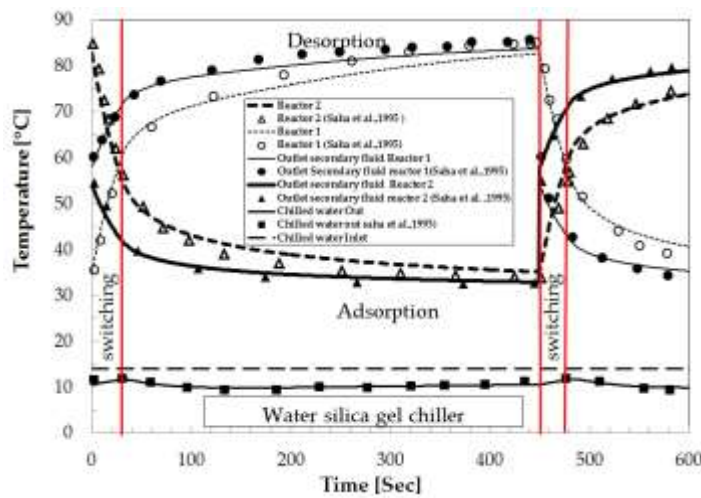 90
80
70
60
50
40
30
20
10
0
Temperature [°C]
Desorption
Reactor 2
Reactor 2 (Saha et al.,1995)
Reactor 1
Reactor 1 (Saha et al.,1995)
Outlet secondary fluid Reactor 1
Outlet Secondary fluid reactor 1(Saha et al.,1995)
Outlet secondary fluid Reactor 2
Outlet secondary fluid reactor 2 (Saha et al.,1995)
Chilled water Out
Chilled water out saha et al.,1995)
Chilled water Inlet
switching
switching
Adsorption
Water silica gel chiller
0 100 200 300 400 500 600
Time [Sec]